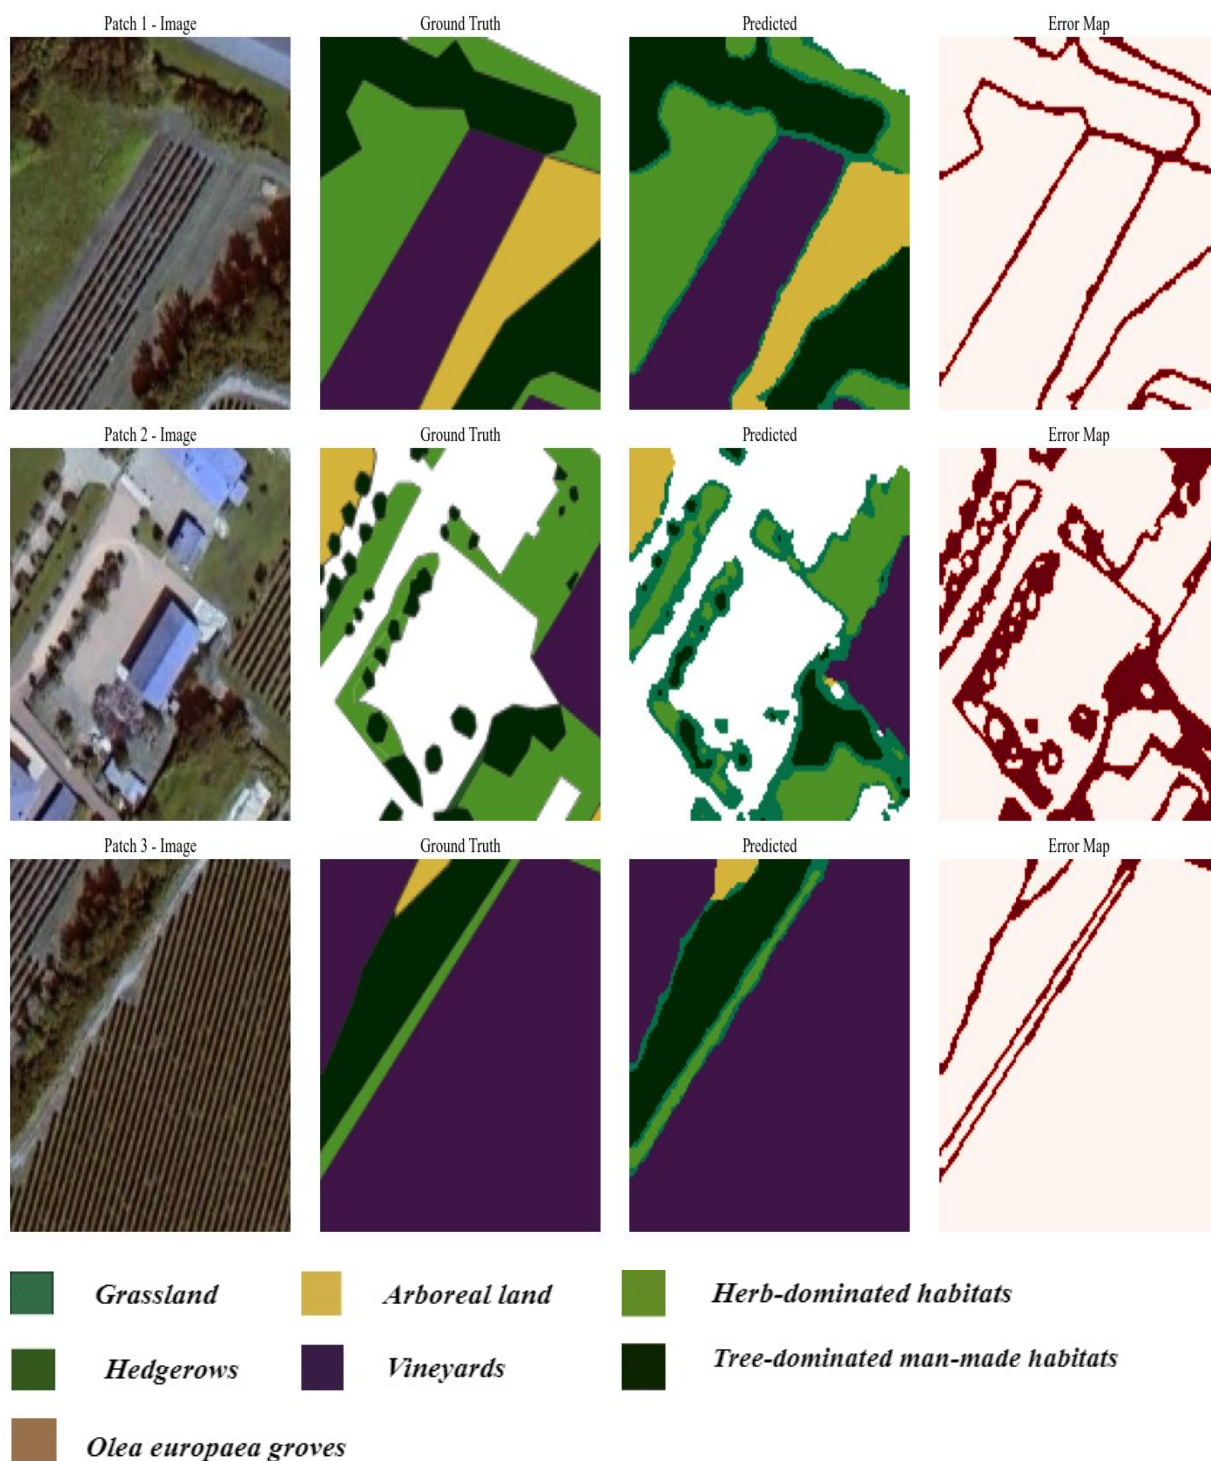 Patch 1 - Image
Ground Truth
Predicted
Error Map
Patch 2 - Image
Ground Truth
Predicted
Error Map
Patch 3 - Image
Ground Truth
Predicted
Error Map
Grassland
Arboreal land
Herb-dominated habitats
Hedgerows
Vineyards
Tree-dominated man-made habitats
Olea europaea groves